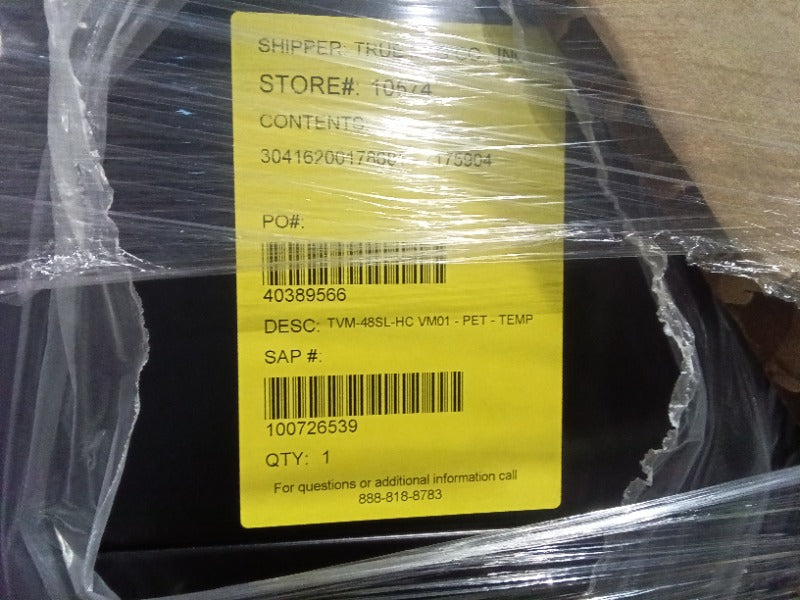 SHIPPER:
STORE#: 10574
CONTENTS:
PO#:
40389566
DESC: TVM-48SL-HC VM01 - PET - TEMP
SAP #:
100726539
QTY: 1
For questions or additional information call
888-818-8783